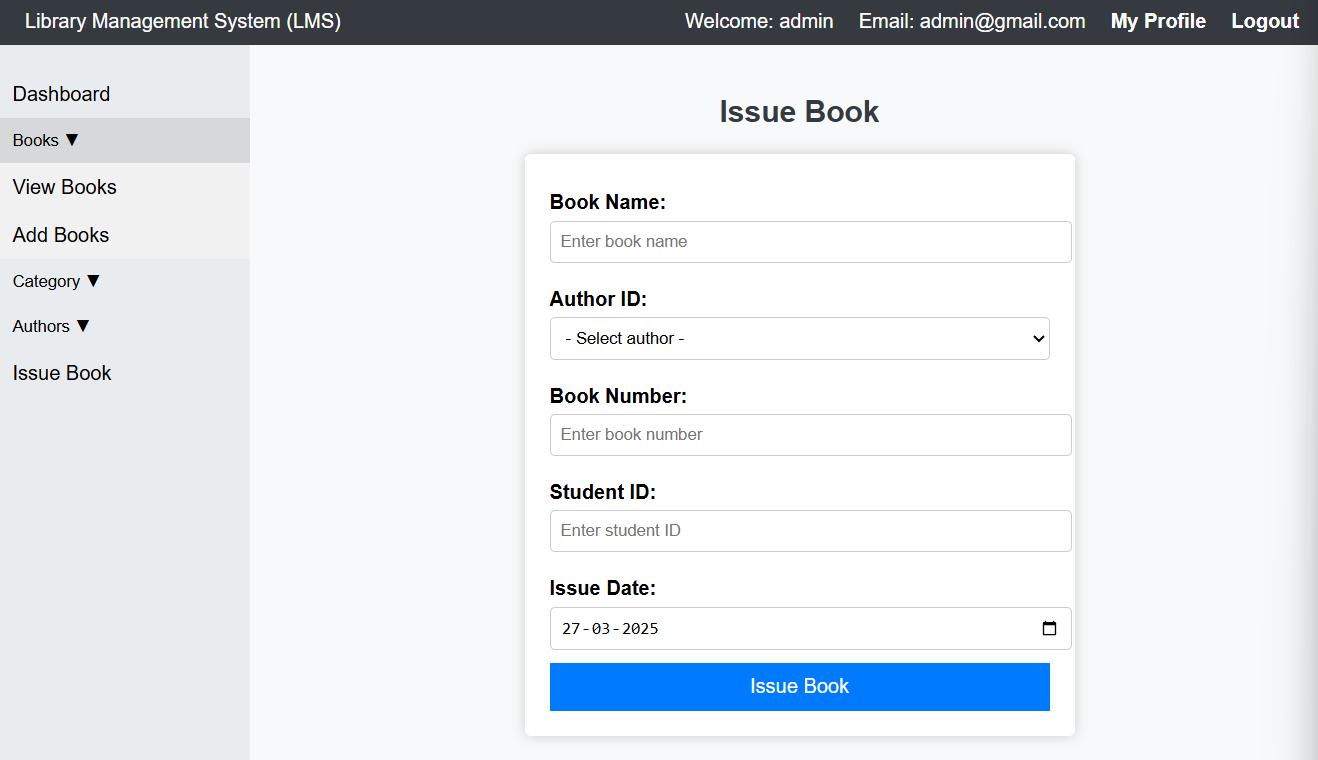 Library Management System (LMS) Welcome: admin Email: admin@gmail.com My Profile Logout
Dashboard
Books ▼
View Books
Add Books
Category ▼
Authors ▼
Issue Book
Issue Book
Book Name:
Enter book name
Author ID:
- Select author -
Book Number:
Enter book number
Student ID:
Enter student ID
Issue Date:
27-03-2025
Issue Book